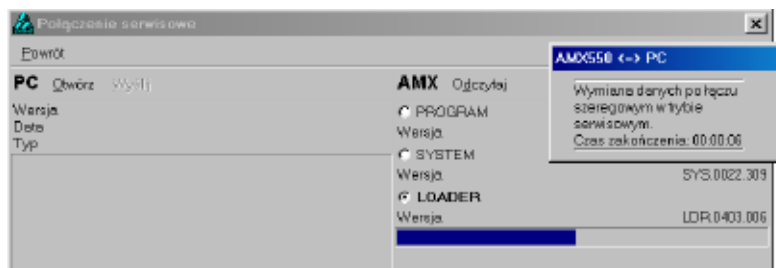 Połączenie serwisowe
Powrót
PC Otwórz Wyślij
Wersja
Data
Typ
AMX Odczytaj
PROGRAM
Wersja
SYSTEM
Wersja SYS.0022.309
LOADER
Wersja LDR.0403.006
AMX550 <-> PC
Wymiana danych po łączu
szeregowym w trybie
serwisowym.
Czas zakończenia: 00:00:06